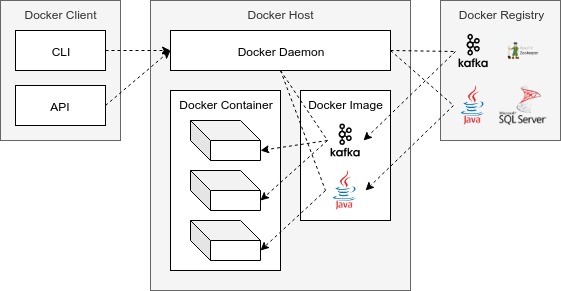 Docker Client
Docker Host
Docker Registry
CLI
API
Docker Daemon
Docker Container
Docker Image
kafka
Java
kafka
Zookeeper
Java
Microsoft
SQL Server